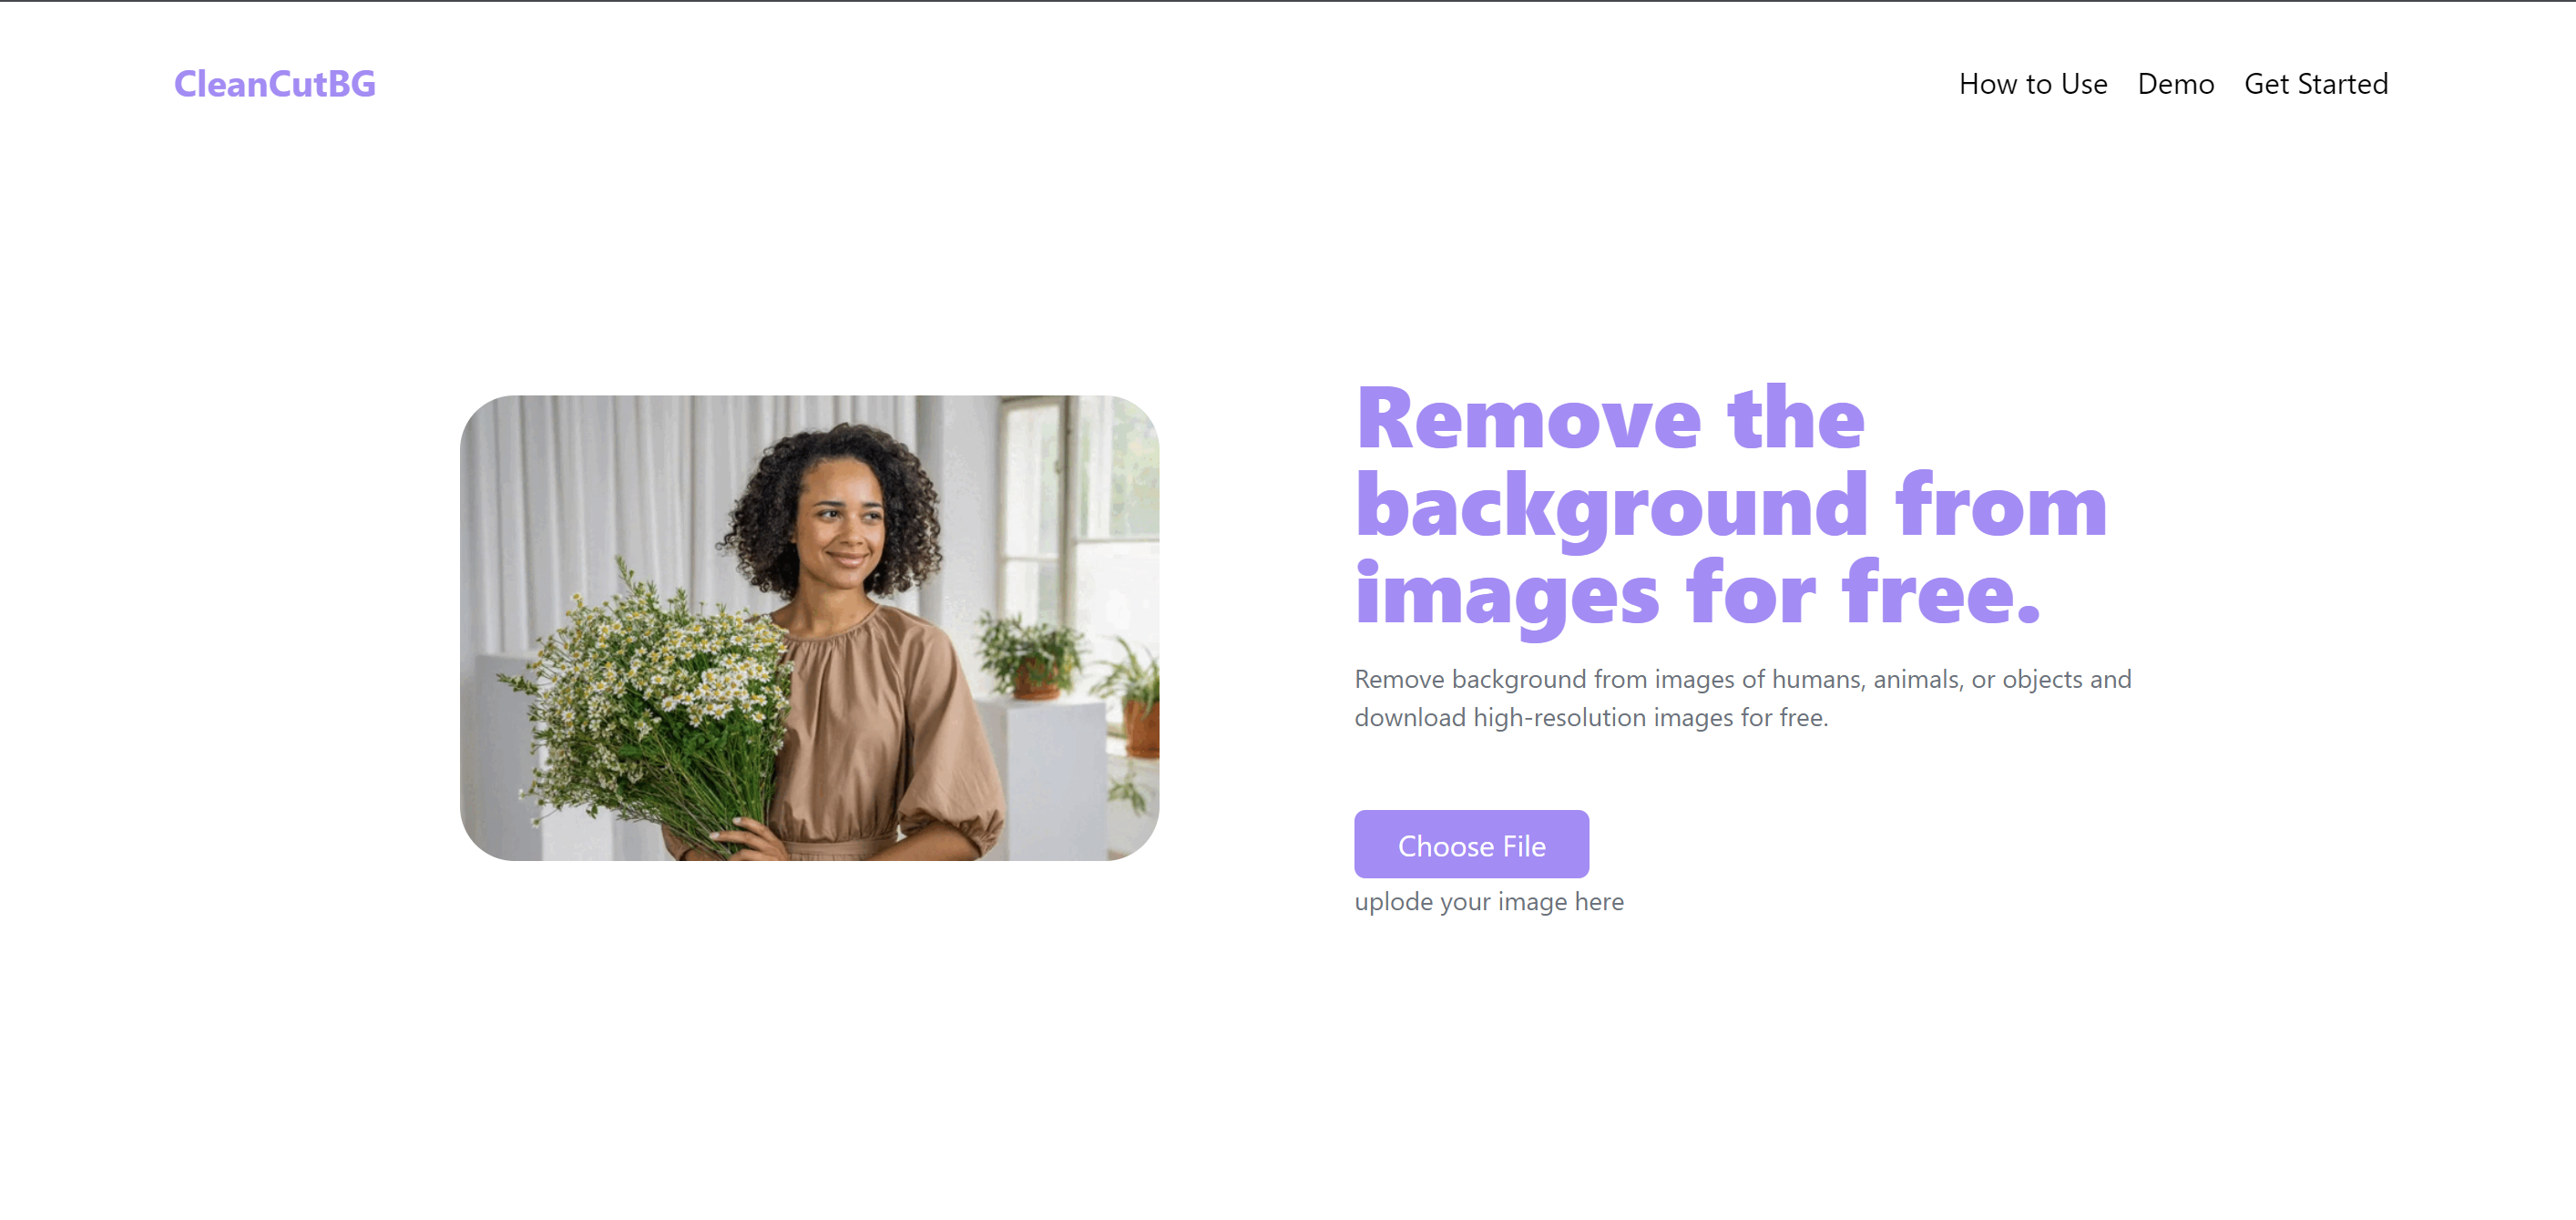 CleanCutBG
How to Use
Demo
Get Started
Remove the
background from
images for free.
Remove background from images of humans, animals, or objects and
download high-resolution images for free.
Choose File
uplode your image here